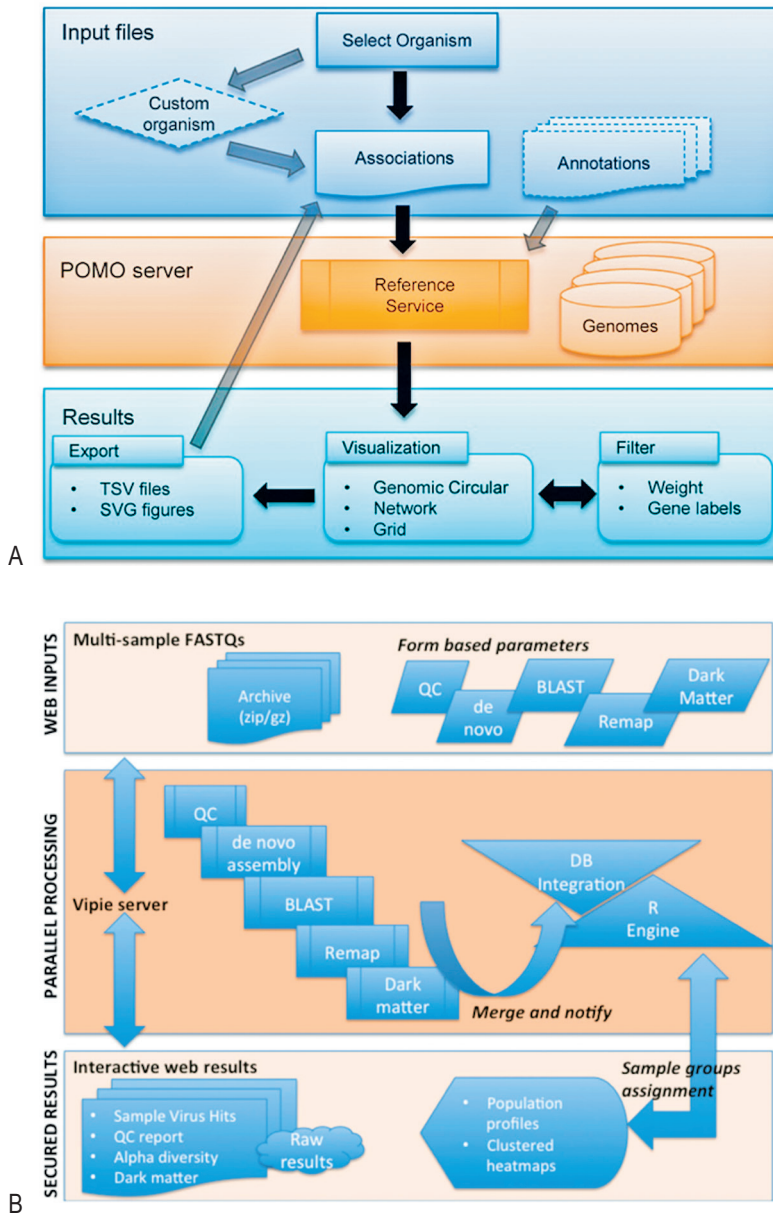 Input files
Select Organism
Custom
organism
Associations
Annotations
POMO server
Reference
Service
Genomes
Results
Export
• TSV files
• SVG figures
Visualization
• Genomic Circular
• Network
• Grid
Filter
• Weight
• Gene labels
A
WEB INPUTS
Multi-sample FASTQs
Archive
(zip/gz)
Form based parameters
QC
de
novo
BLAST
Remap
Dark
Matter
PARALLEL PROCESSING
Vipie server
QC
de novo
assembly
BLAST
Remap
Dark
matter
Merge and notify
DB
Integration
R
Engine
SECURED RESULTS
Interactive web results
• Sample Virus Hits
• QC report
• Alpha diversity
• Dark matter
Raw
results
• Population
profiles
• Clustered
heatmaps
Sample groups
assignment
B